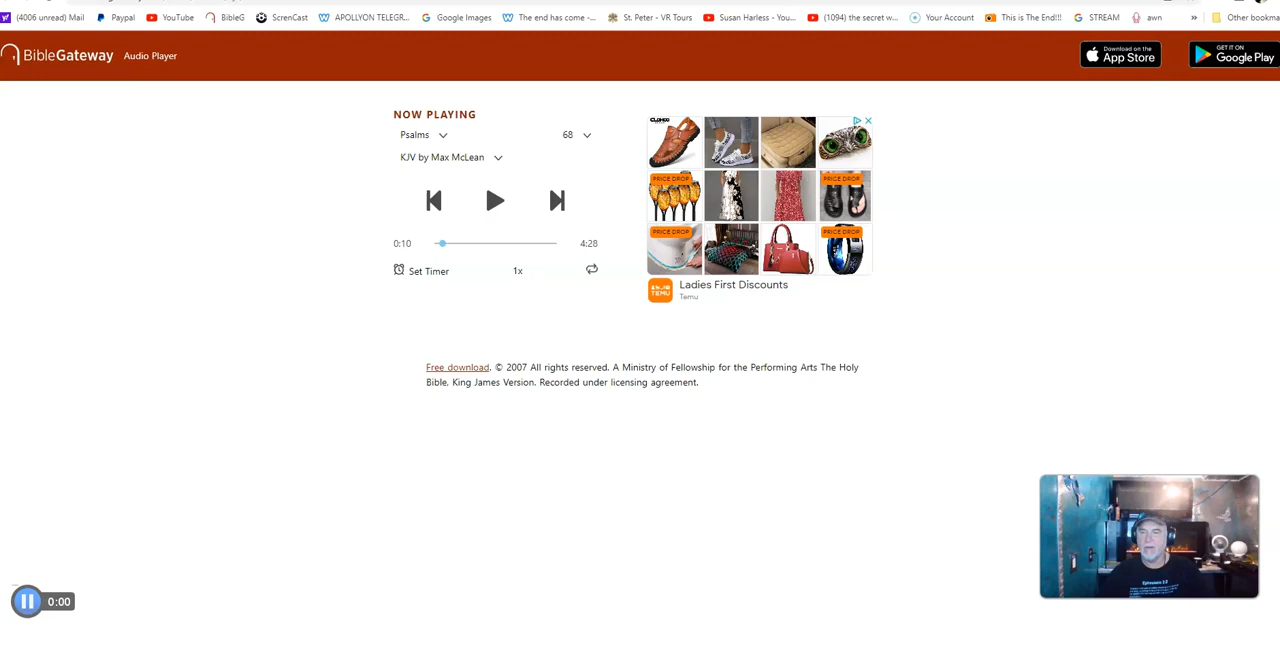 (4006 unread) Mail Paypal YouTube BibleG ScrenCast APOLLYON TELEGR... Google Images The end has come -... St. Peter - VR Tours Susan Harless - You... (1094) the secret w... Your Account This is The End!!! STREAM awn » Other bookma
BibleGateway Audio Player
Download on the
App Store
GET IT ON
Google Play
NOW PLAYING
Psalms 68
KJV by Max McLean
0:10 4:28
Set Timer 1x
PRICE DROP PRICE DROP
PRICE DROP PRICE DROP
TEMU
Ladies First Discounts
Temu
Free download. © 2007 All rights reserved. A Ministry of Fellowship for the Performing Arts The Holy
Bible, King James Version. Recorded under licensing agreement.
0:00